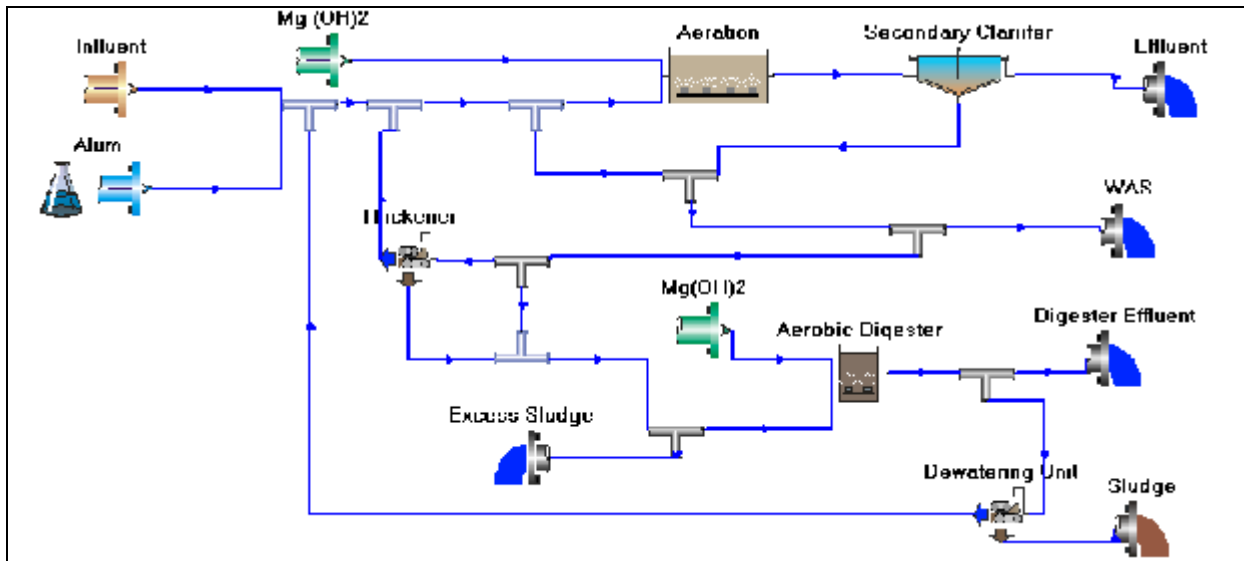 Mg (OH)2
Aeration
Secondary Clarifier
Influent
Effluent
Alum
WAS
Thickener
Mg(OH)2
Digester Effluent
Aerobic Digester
Excess Sludge
Dewatering Unit
Sludge